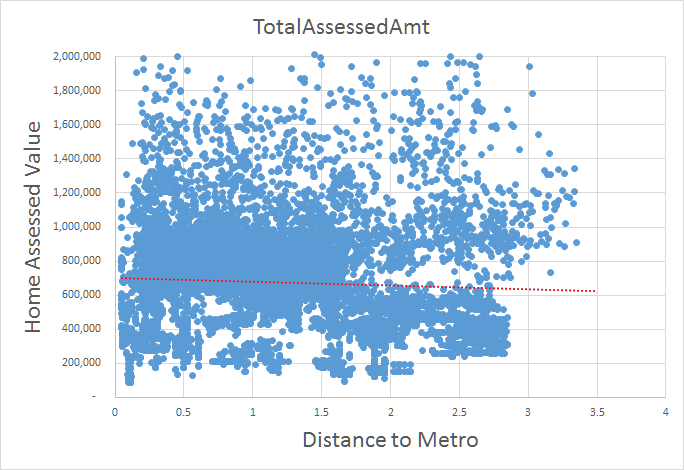 TotalAssessedAmt
Home Assessed Value
2,000,000
1,800,000
1,600,000
1,400,000
1,200,000
1,000,000
800,000
600,000
400,000
200,000
-
0 0.5 1 1.5 2 2.5 3 3.5 4
Distance to Metro